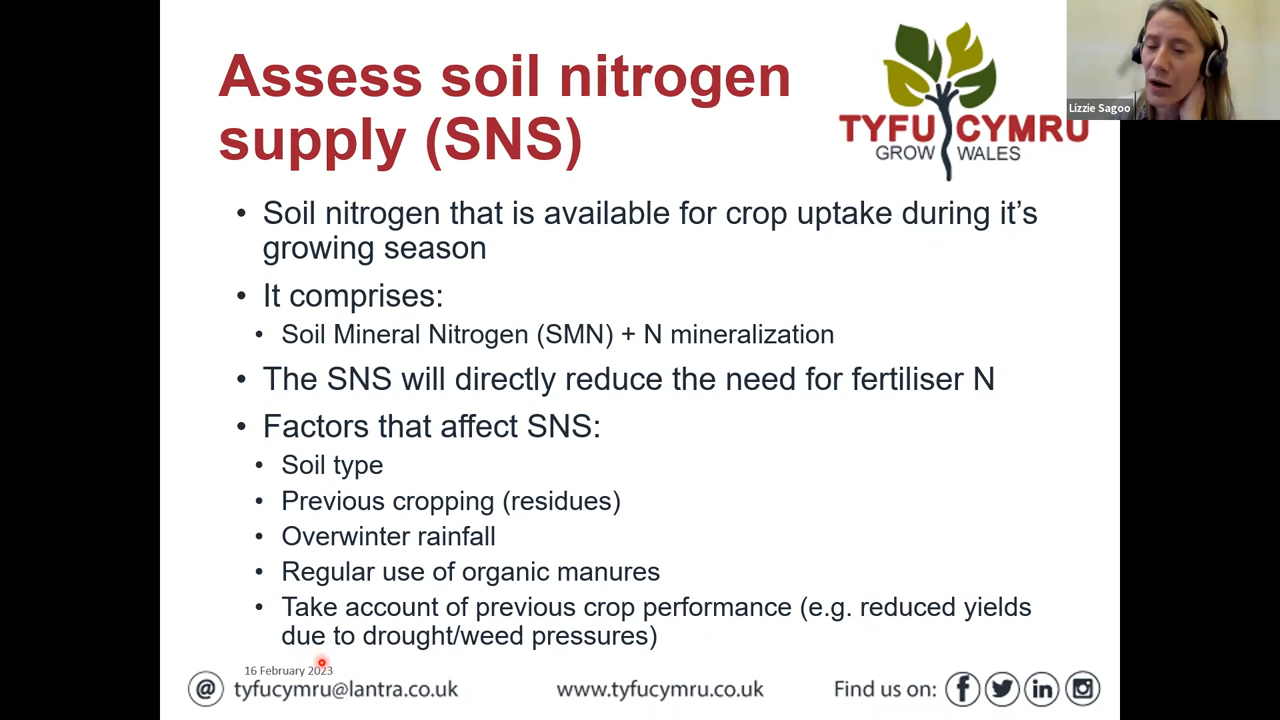 Assess soil nitrogen
supply (SNS)
TYFU CYMRU
GROW WALES
Lizzie Sagoo
• Soil nitrogen that is available for crop uptake during it’s
growing season
• It comprises:
• Soil Mineral Nitrogen (SMN) + N mineralization
• The SNS will directly reduce the need for fertiliser N
• Factors that affect SNS:
• Soil type
• Previous cropping (residues)
• Overwinter rainfall
• Regular use of organic manures
• Take account of previous crop performance (e.g. reduced yields
due to drought/weed pressures)
16 February 2023
@ tyfucymru@lantra.co.uk www.tyfucymru.co.uk Find us on: